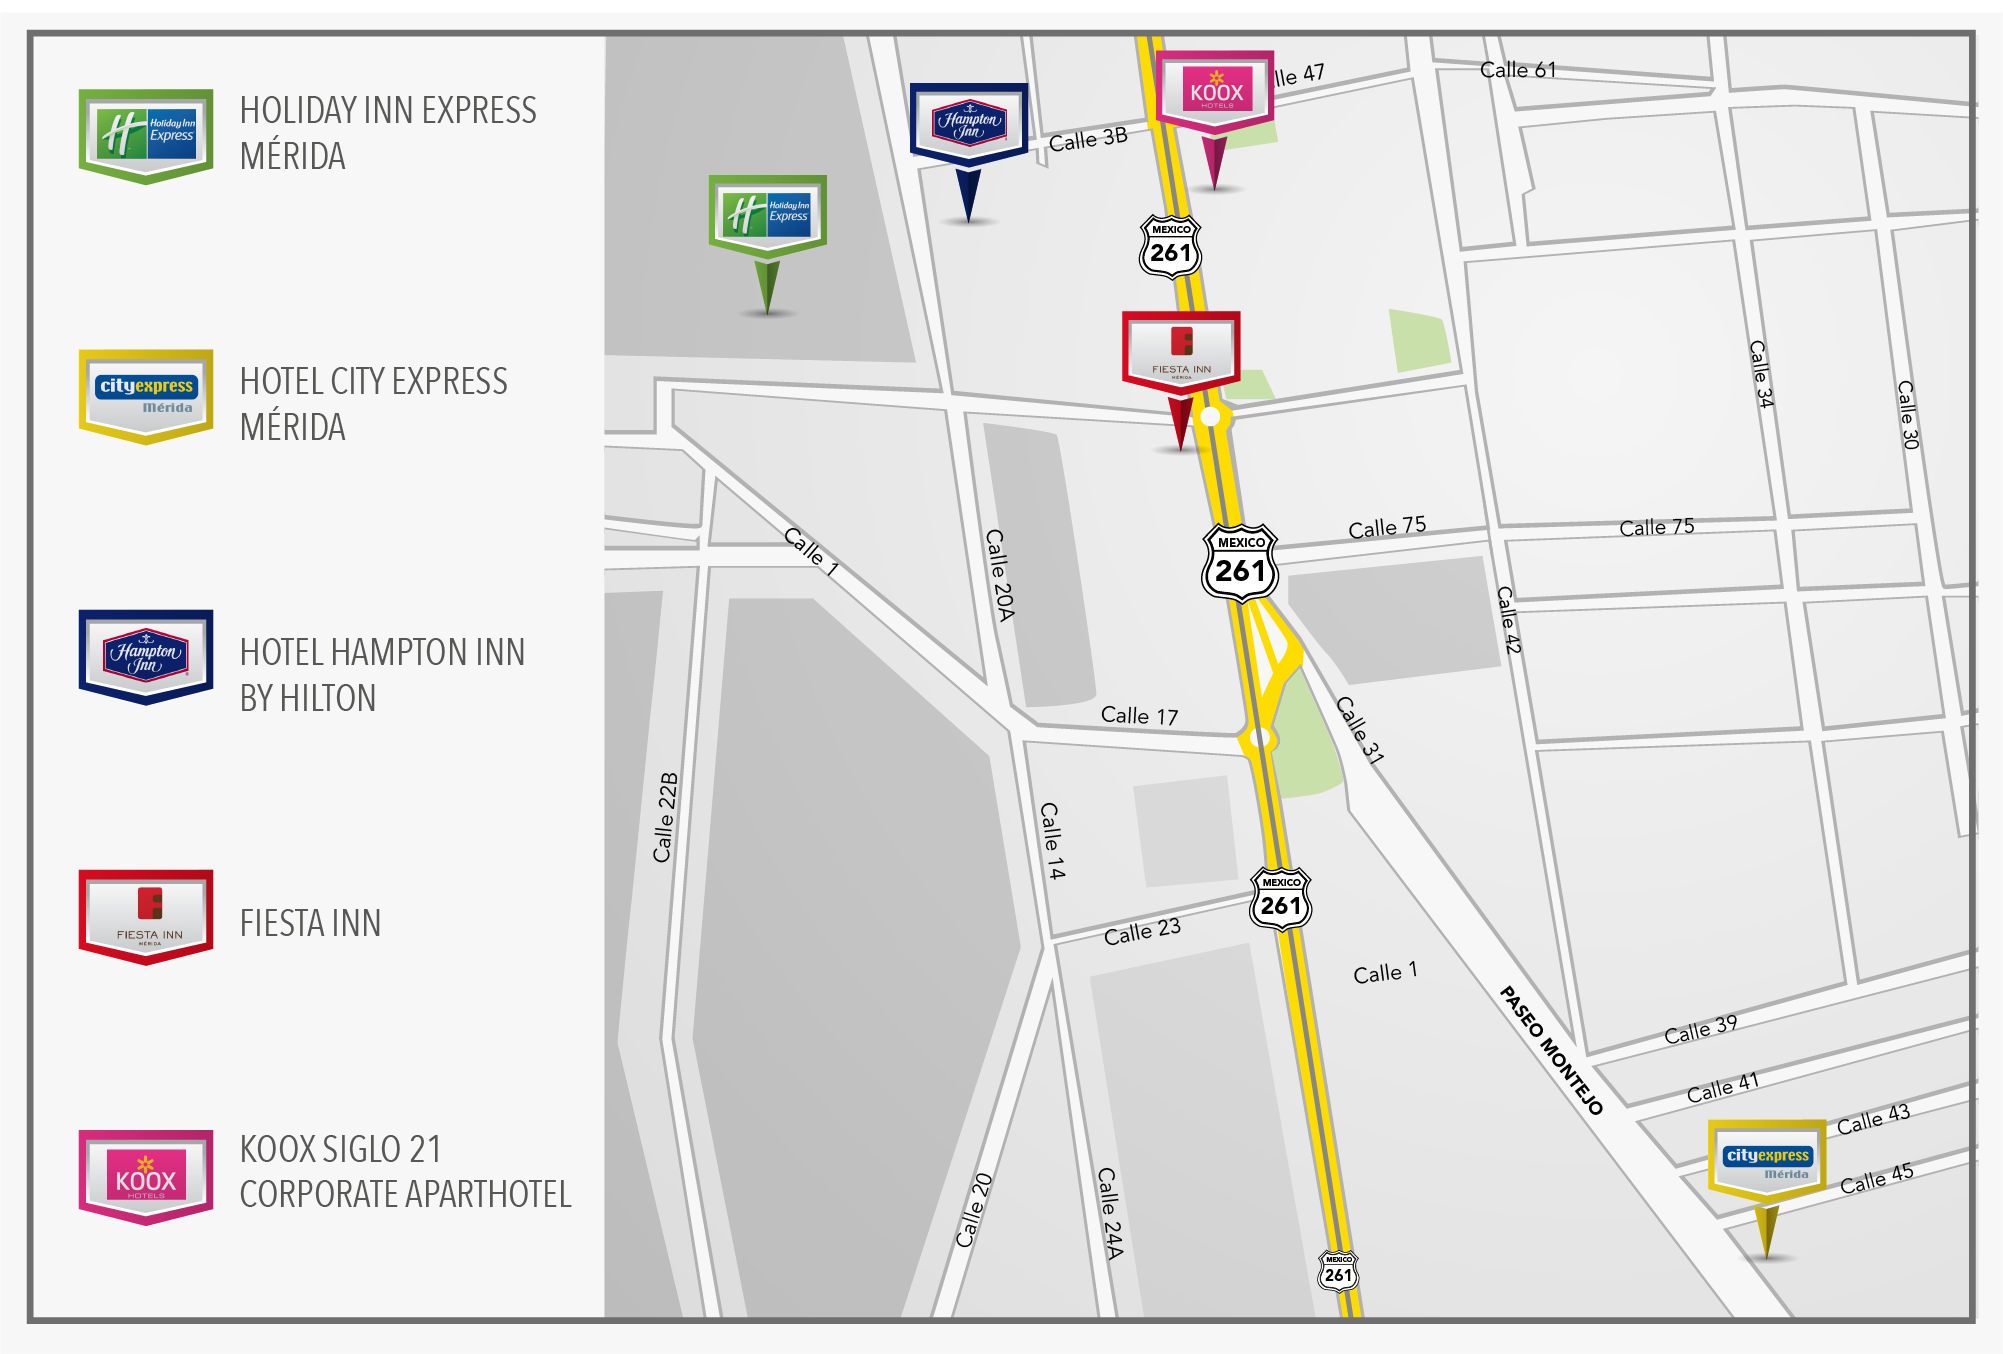 Holiday Inn
Express
HOLIDAY INN EXPRESS
MÉRIDA
cityexpress
Mérida
HOTEL CITY EXPRESS
MÉRIDA
Hampton
Inn
HOTEL HAMPTON INN
BY HILTON
FIESTA INN
MÉRIDA
FIESTA INN
KOOX
HOTELS
KOOX SIGLO 21
CORPORATE APARTHOTEL
KOOX
HOTELS
lle 47
Calle 61
Hampton
Inn
Calle 3B
Holiday Inn
Express
MEXICO
261
FIESTA INN
MÉRIDA
Calle 34
Calle 30
Calle 1
Calle 20A
MEXICO
261
Calle 75
Calle 75
Calle 42
Calle 17
Calle 31
Calle 22B
Calle 14
MEXICO
261
Calle 23
Calle 1
PASEO MONTEJO
Calle 39
Calle 41
Calle 43
cityexpress
Mérida
Calle 45
Calle 20
Calle 24A
MEXICO
261